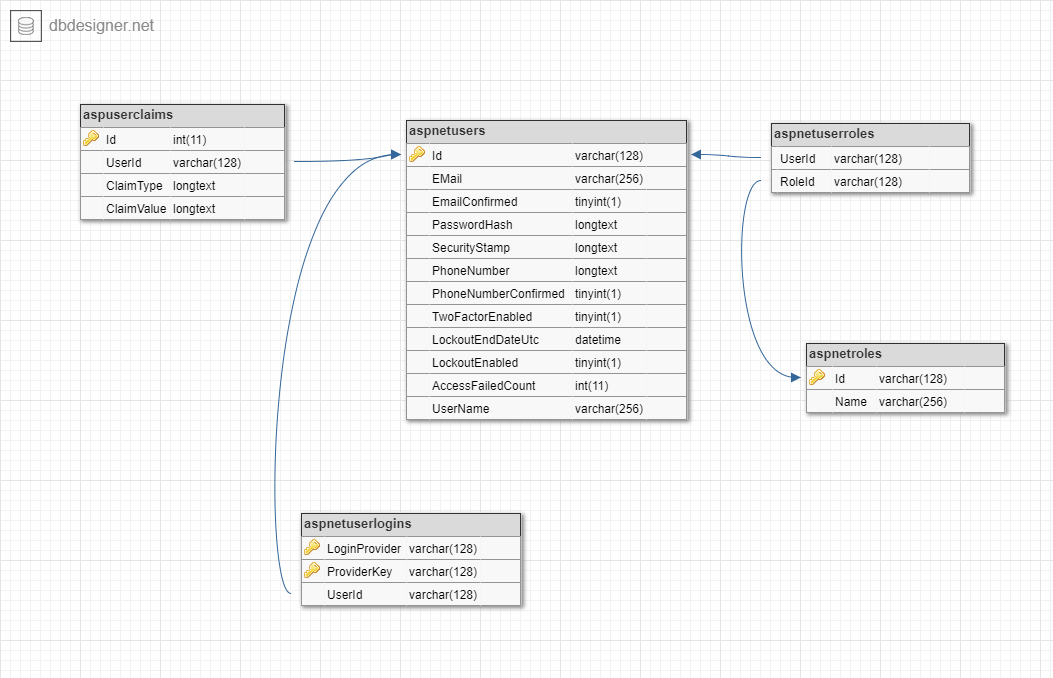 dbdesigner.net
aspuserclaims
Id int(11)
UserId varchar(128)
ClaimType longtext
ClaimValue longtext
aspnetusers
Id varchar(128)
EMail varchar(256)
EmailConfirmed tinyint(1)
PasswordHash longtext
SecurityStamp longtext
PhoneNumber longtext
PhoneNumberConfirmed tinyint(1)
TwoFactorEnabled tinyint(1)
LockoutEndDateUtc datetime
LockoutEnabled tinyint(1)
AccessFailedCount int(11)
UserName varchar(256)
aspnetuserroles
UserId varchar(128)
RoleId varchar(128)
aspnetroles
Id varchar(128)
Name varchar(256)
aspnetuserlogins
LoginProvider varchar(128)
ProviderKey varchar(128)
UserId varchar(128)